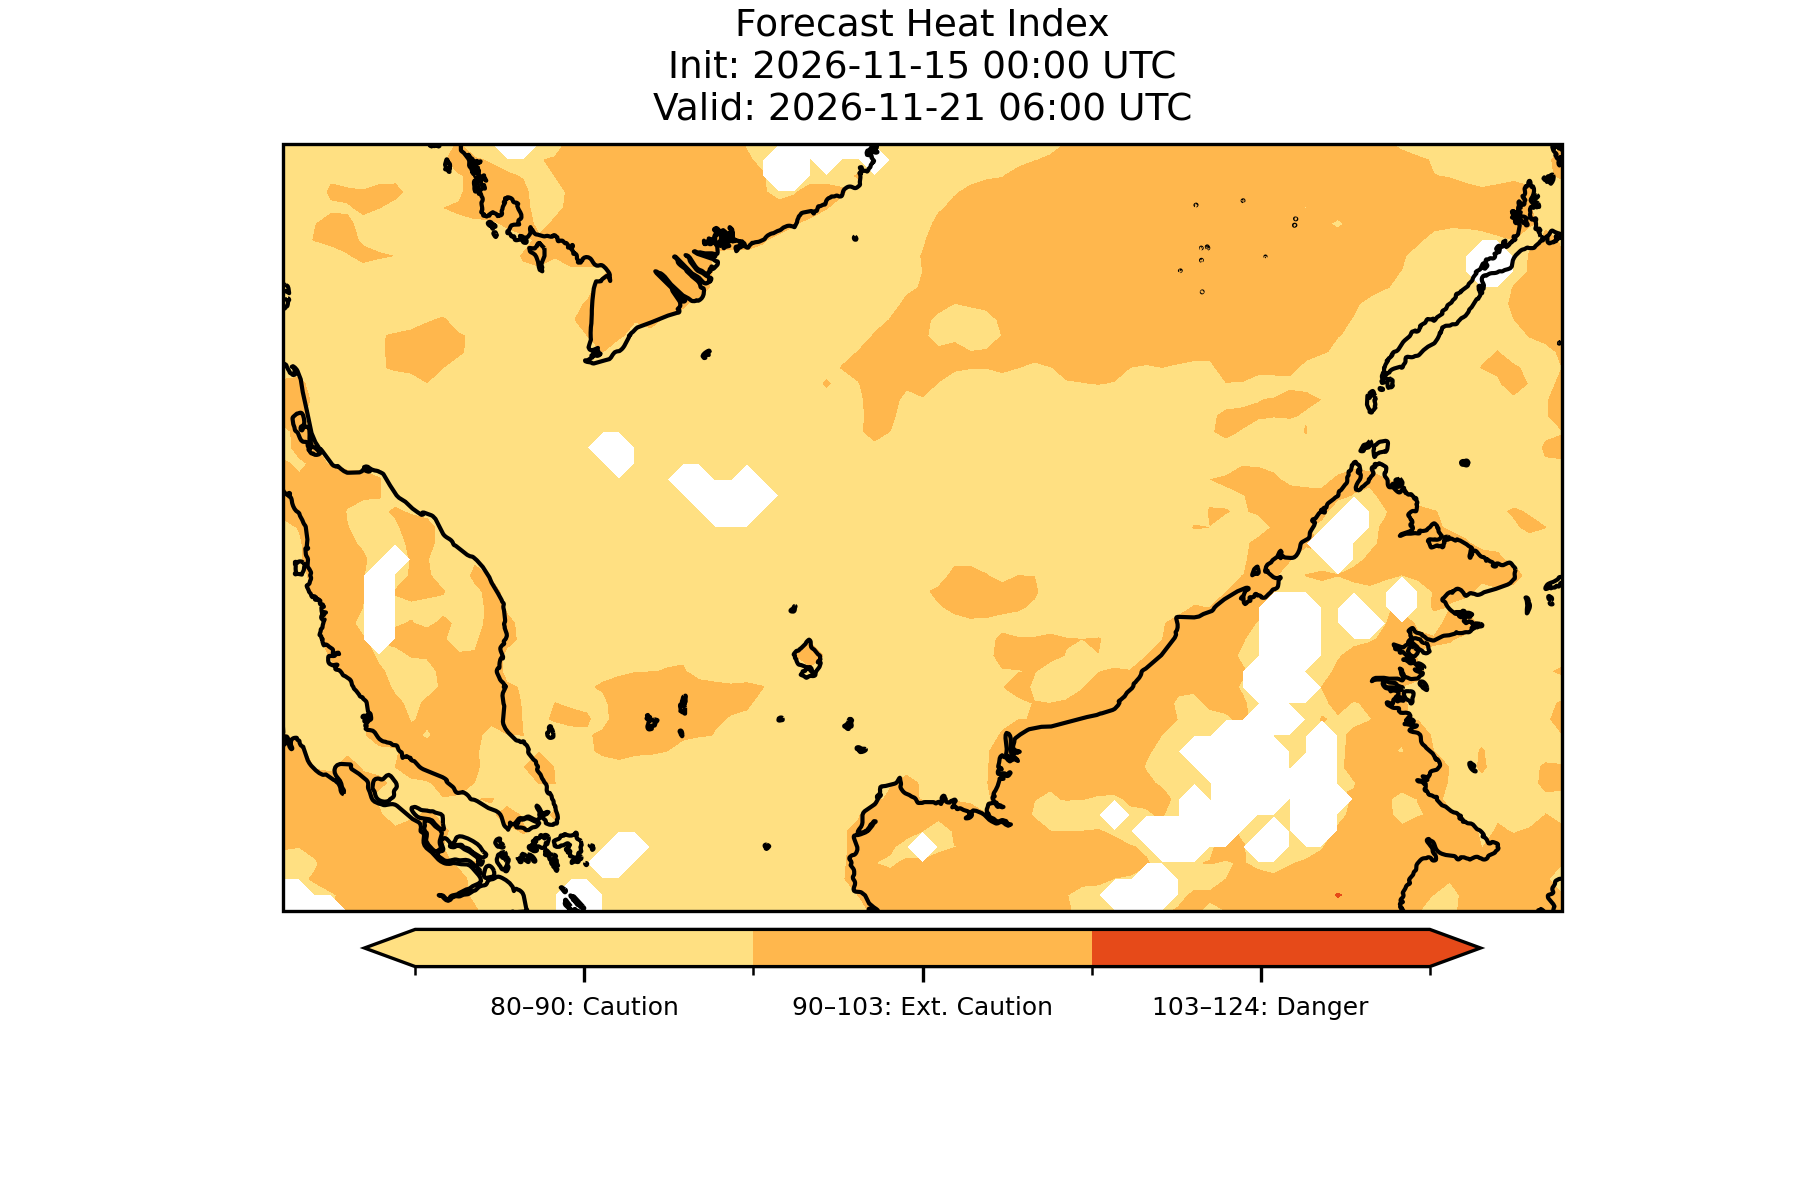 Forecast Heat Index
Init: 2026-11-15 00:00 UTC
Valid: 2026-11-21 06:00 UTC
80–90: Caution
90–103: Ext. Caution
103–124: Danger